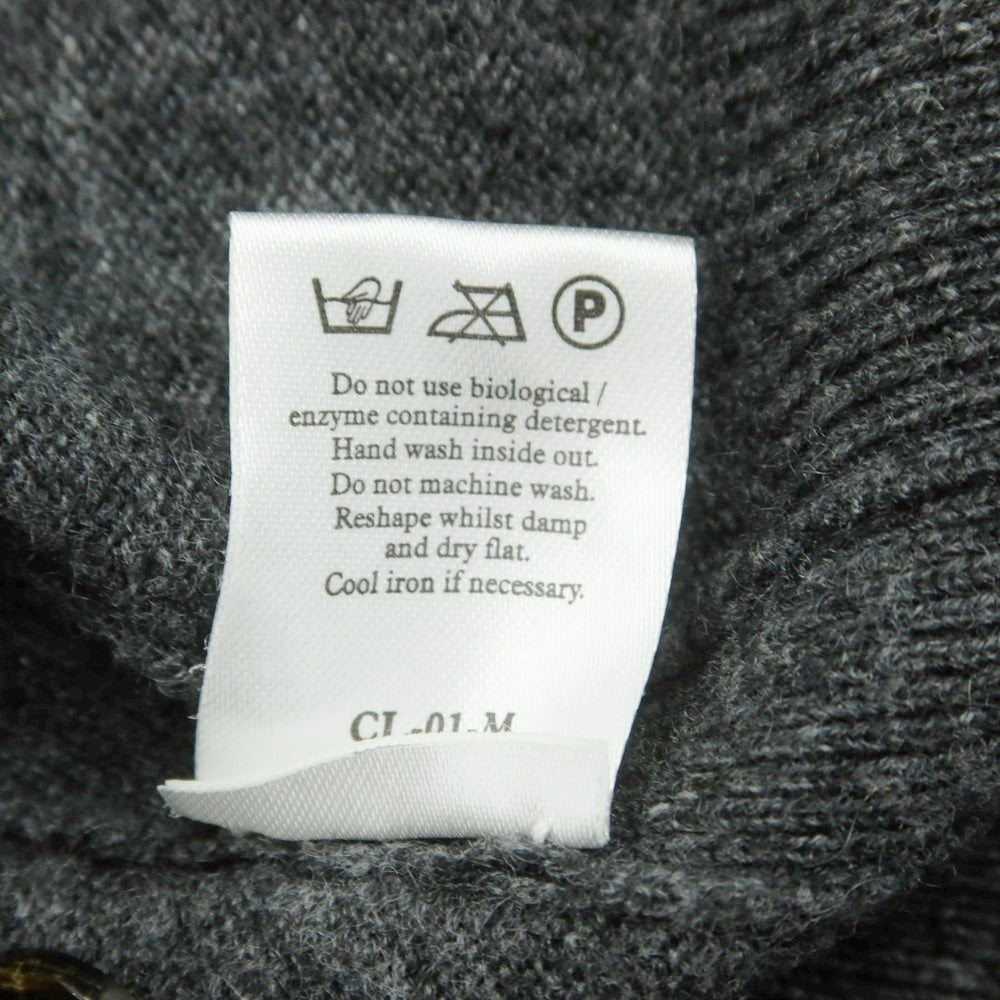 P
Do not use biological /
enzyme containing detergent.
Hand wash inside out.
Do not machine wash.
Reshape whilst damp
and dry flat.
Cool iron if necessary.
CL-01-M